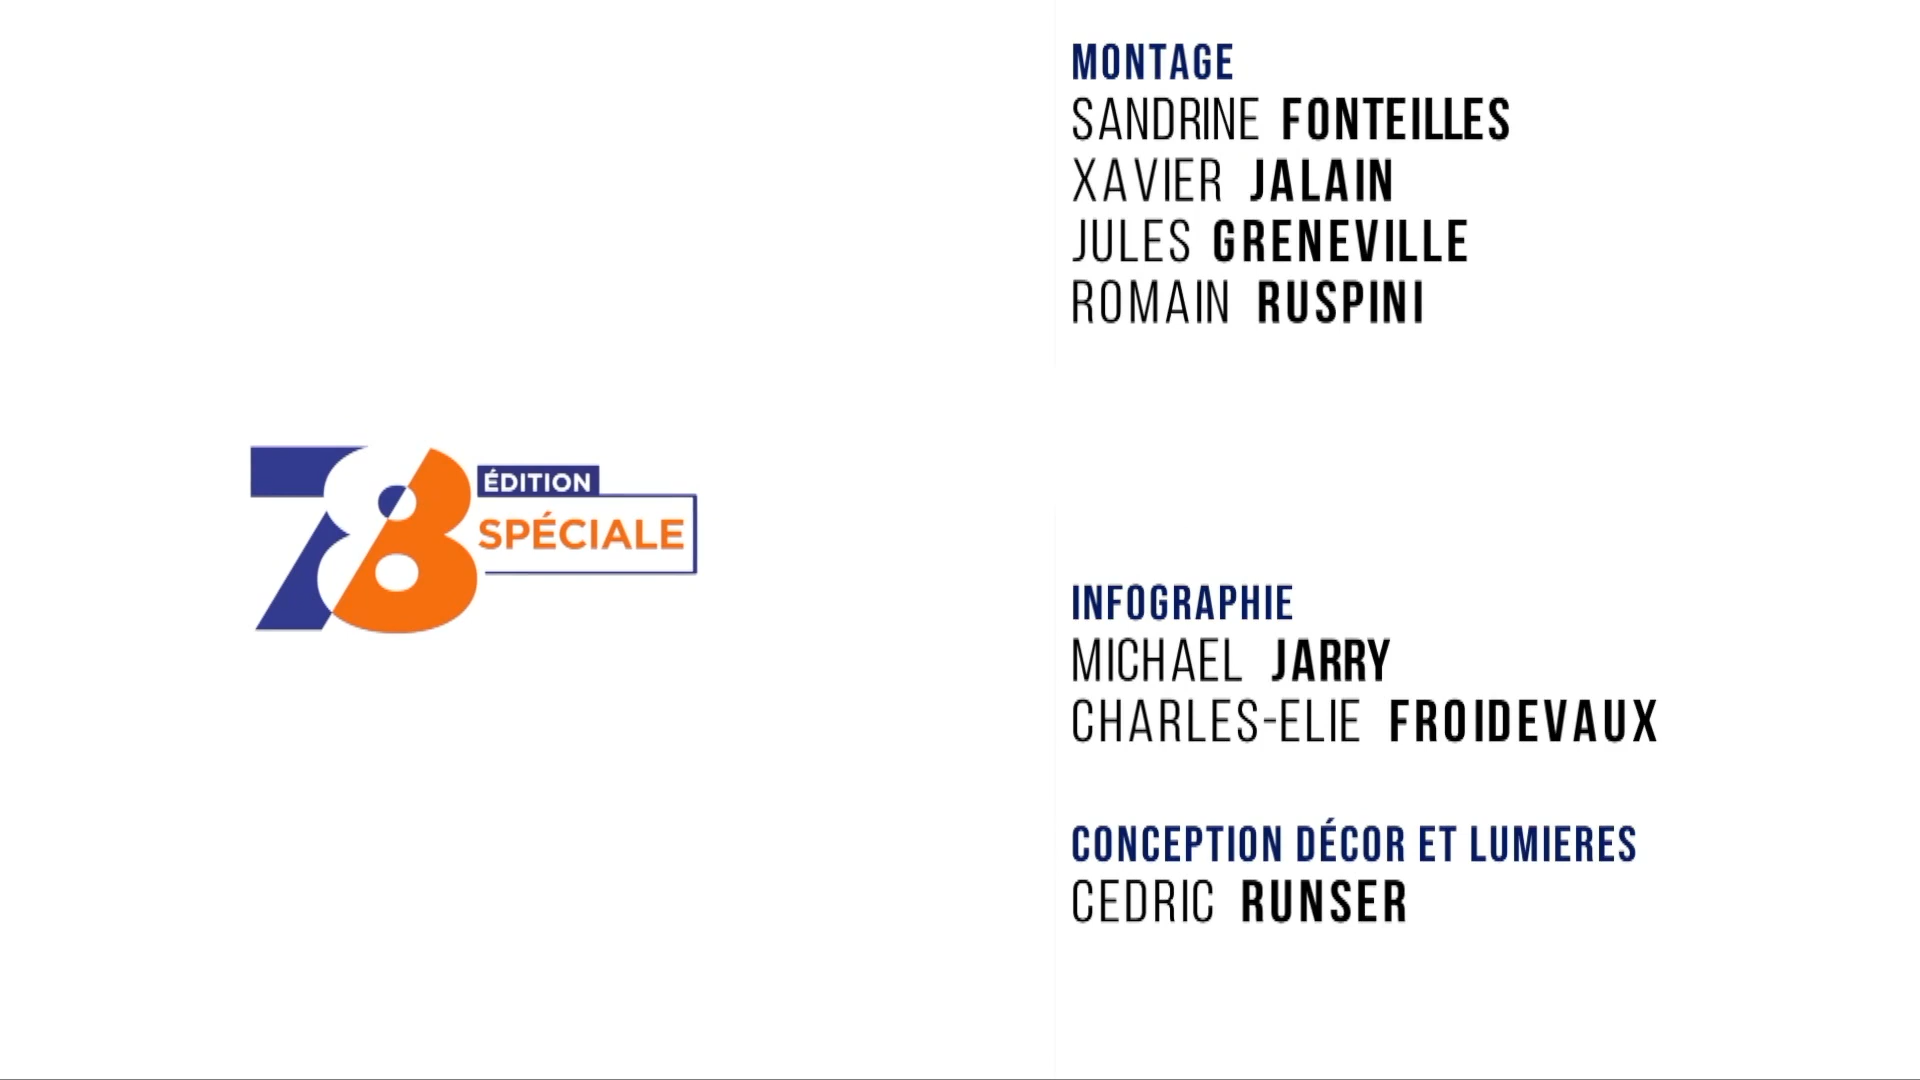 78
ÉDITION
SPÉCIALE
MONTAGE
SANDRINE FONTEILLES
XAVIER JALAIN
JULES GRENEVILLE
ROMAIN RUSPINI
INFOGRAPHIE
MICHAEL JARRY
CHARLES-ELIE FROIDEVAUX
CONCEPTION DÉCOR ET LUMIERES
CEDRIC RUNSER